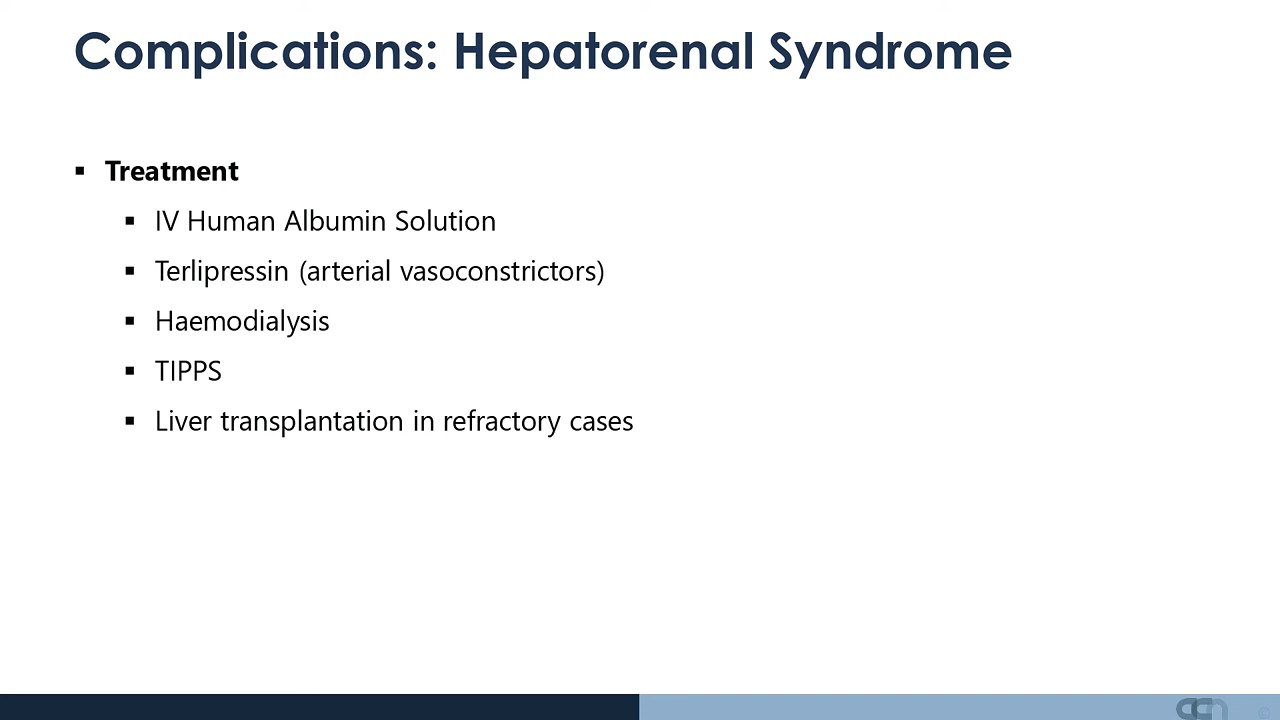 Complications: Hepatorenal Syndrome
▪ Treatment
▪ IV Human Albumin Solution
▪ Terlipressin (arterial vasoconstrictors)
▪ Haemodialysis
▪ TIPPS
▪ Liver transplantation in refractory cases